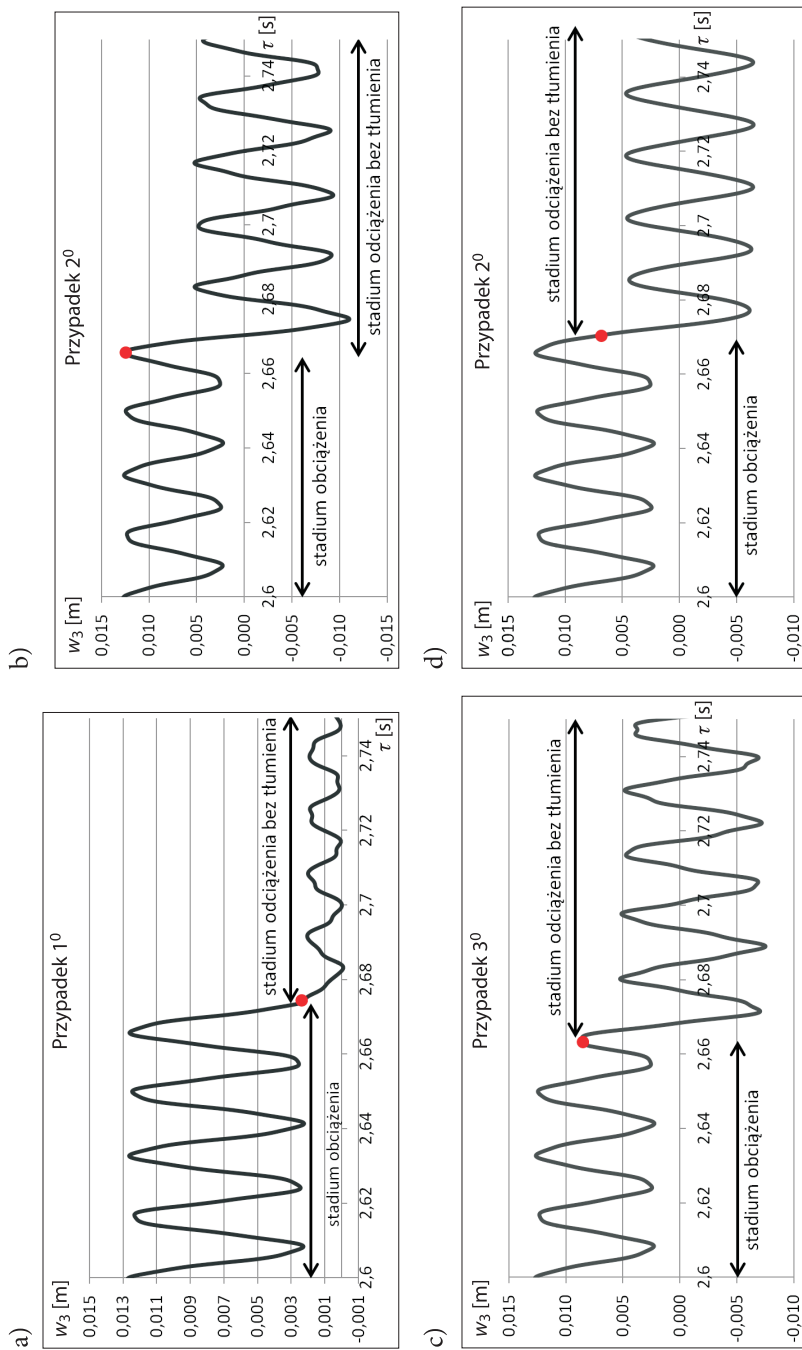 a)
Przypadek 1⁰
w₃ [m]
0,015
0,013
0,011
0,009
0,007
0,005
0,003
0,001
-0,001
2,6
2,62
2,64
2,66
2,68
2,7
2,72
2,74
τ [s]
stadium obciążenia
stadium odciążenia bez tłumienia
b)
Przypadek 2⁰
w₃ [m]
0,015
0,010
0,005
0,000
-0,005
-0,010
-0,015
2,6
2,62
2,64
2,66
2,68
2,7
2,72
2,74
τ [s]
stadium obciążenia
stadium odciążenia bez tłumienia
c)
Przypadek 3⁰
w₃ [m]
0,015
0,010
0,005
0,000
-0,005
-0,010
2,6
2,62
2,64
2,66
2,68
2,7
2,72
2,74
τ [s]
stadium obciążenia
stadium odciążenia bez tłumienia
d)
Przypadek 2⁰
w₃ [m]
0,015
0,010
0,005
0,000
-0,005
-0,010
2,6
2,62
2,64
2,66
2,68
2,7
2,72
2,74
τ [s]
stadium obciążenia
stadium odciążenia bez tłumienia